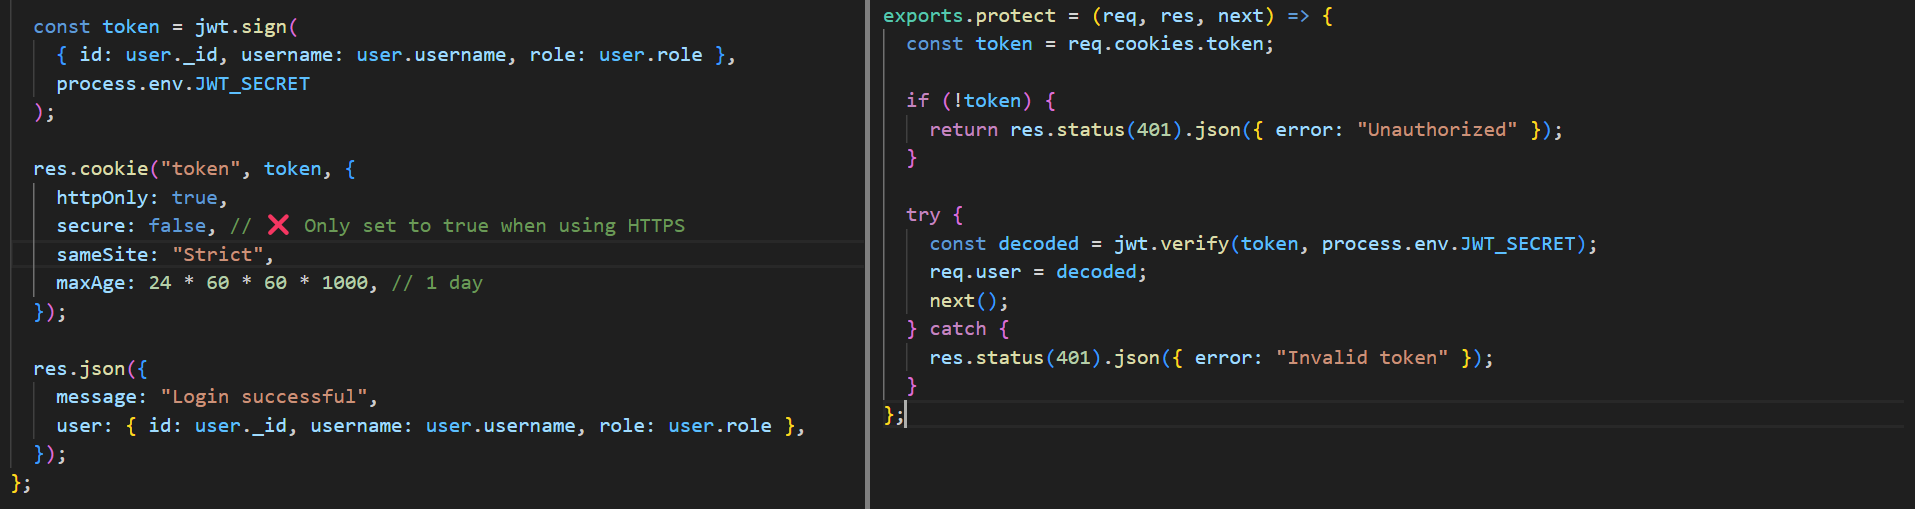 const token = jwt.sign(
{ id: user._id, username: user.username, role: user.role },
process.env.JWT_SECRET
);
res.cookie("token", token, {
httpOnly: true,
secure: false, // ❌ Only set to true when using HTTPS
sameSite: "Strict",
maxAge: 24 * 60 * 60 * 1000, // 1 day
});
res.json({
message: "Login successful",
user: { id: user._id, username: user.username, role: user.role },
});
};
exports.protect = (req, res, next) => {
const token = req.cookies.token;
if (!token) {
return res.status(401).json({ error: "Unauthorized" });
}
try {
const decoded = jwt.verify(token, process.env.JWT_SECRET);
req.user = decoded;
next();
} catch {
res.status(401).json({ error: "Invalid token" });
}
};